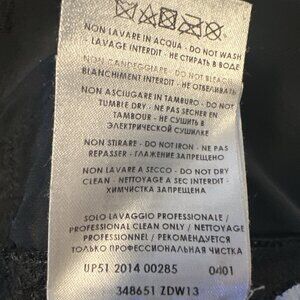 NON LAVARE IN ACQUA - DO NOT WASH
- LAVAGE INTERDIT - НЕ СТИРАТЬ В ВОДЕ
NON CANDEGGIARE - DO NOT BLEACH
BLANCHIMENT INTERDIT - НЕ ОТБЕЛИВАТЬ
NON ASCIUGARE IN TAMBURO - DO NOT
TUMBLE DRY - NE PAS SECHER EN
TAMBOUR - НЕ СУШИТЬ В
ЭЛЕКТРИЧЕСКОЙ СУШИЛКЕ
NON STIRARE - DO NOT IRON - NE PAS
REPASSER - ГЛАЖЕНИЕ ЗАПРЕЩЕНО
NON LAVARE A SECCO - DO NOT DRY
CLEAN - NETTOYAGE A SEC INTERDIT -
ХИМЧИСТКА ЗАПРЕЩЕНА
SOLO LAVAGGIO PROFESSIONALE /
PROFESSIONAL CLEAN ONLY / NETTOYAGE
PROFESSIONNEL / РЕКОМЕНДУЕТСЯ
ТОЛЬКО ПРОФЕССИОНАЛЬНАЯ ЧИСТКА
UP51 2014 00285 0401
348651 ZDW13